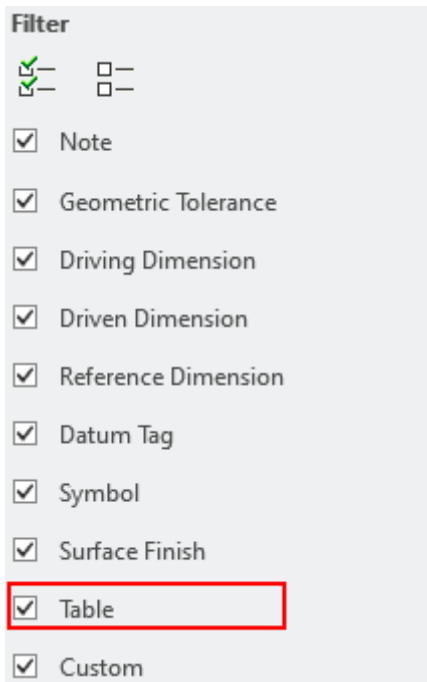 Filter
Note
Geometric Tolerance
Driving Dimension
Driven Dimension
Reference Dimension
Datum Tag
Symbol
Surface Finish
Table
Custom